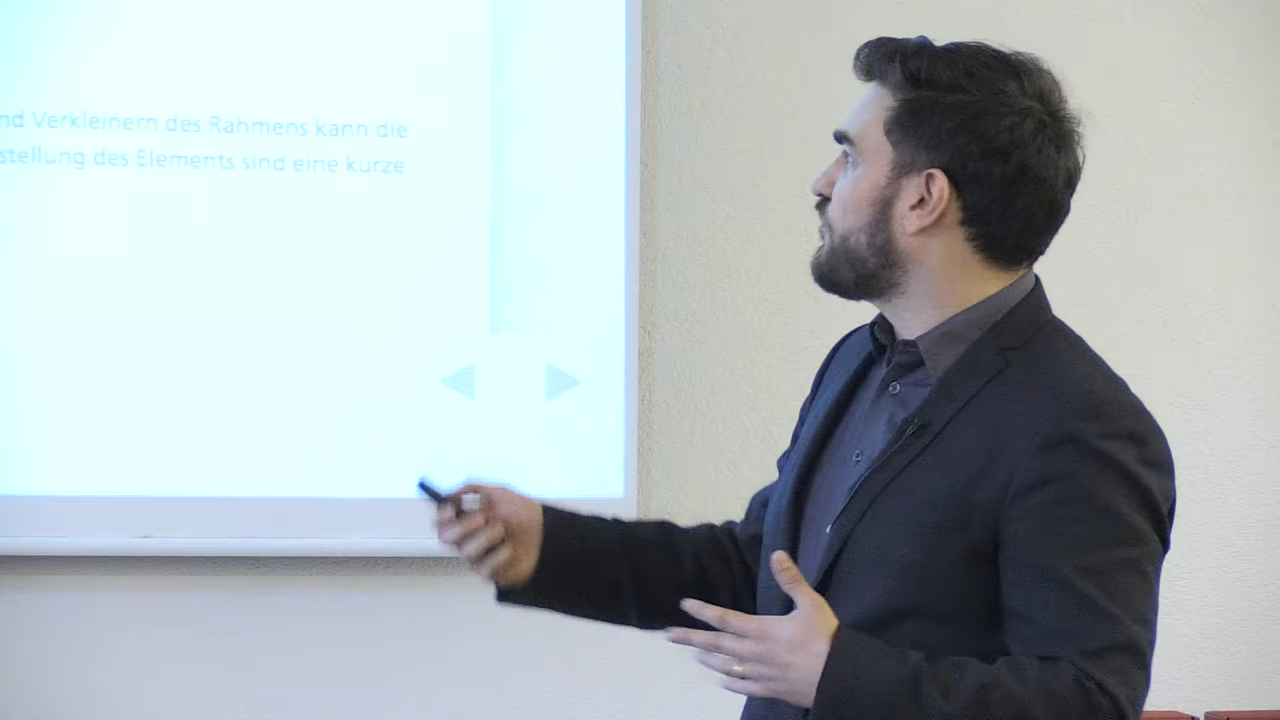 nd Verkleinern des Rahmens kann die
stellung des Elements sind eine kurze